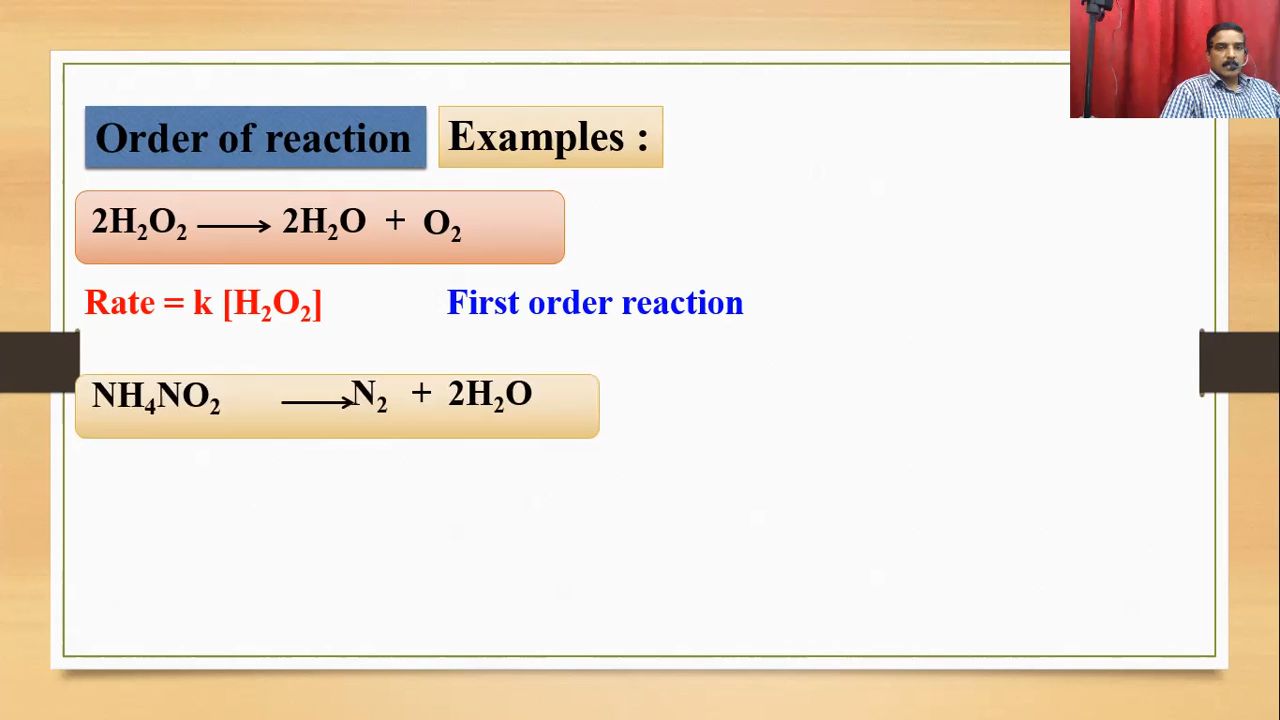 Order of reaction Examples :
2H₂O₂ ⟶ 2H₂O + O₂
Rate = k [H₂O₂] First order reaction
NH₄NO₂ ⟶ N₂ + 2H₂O